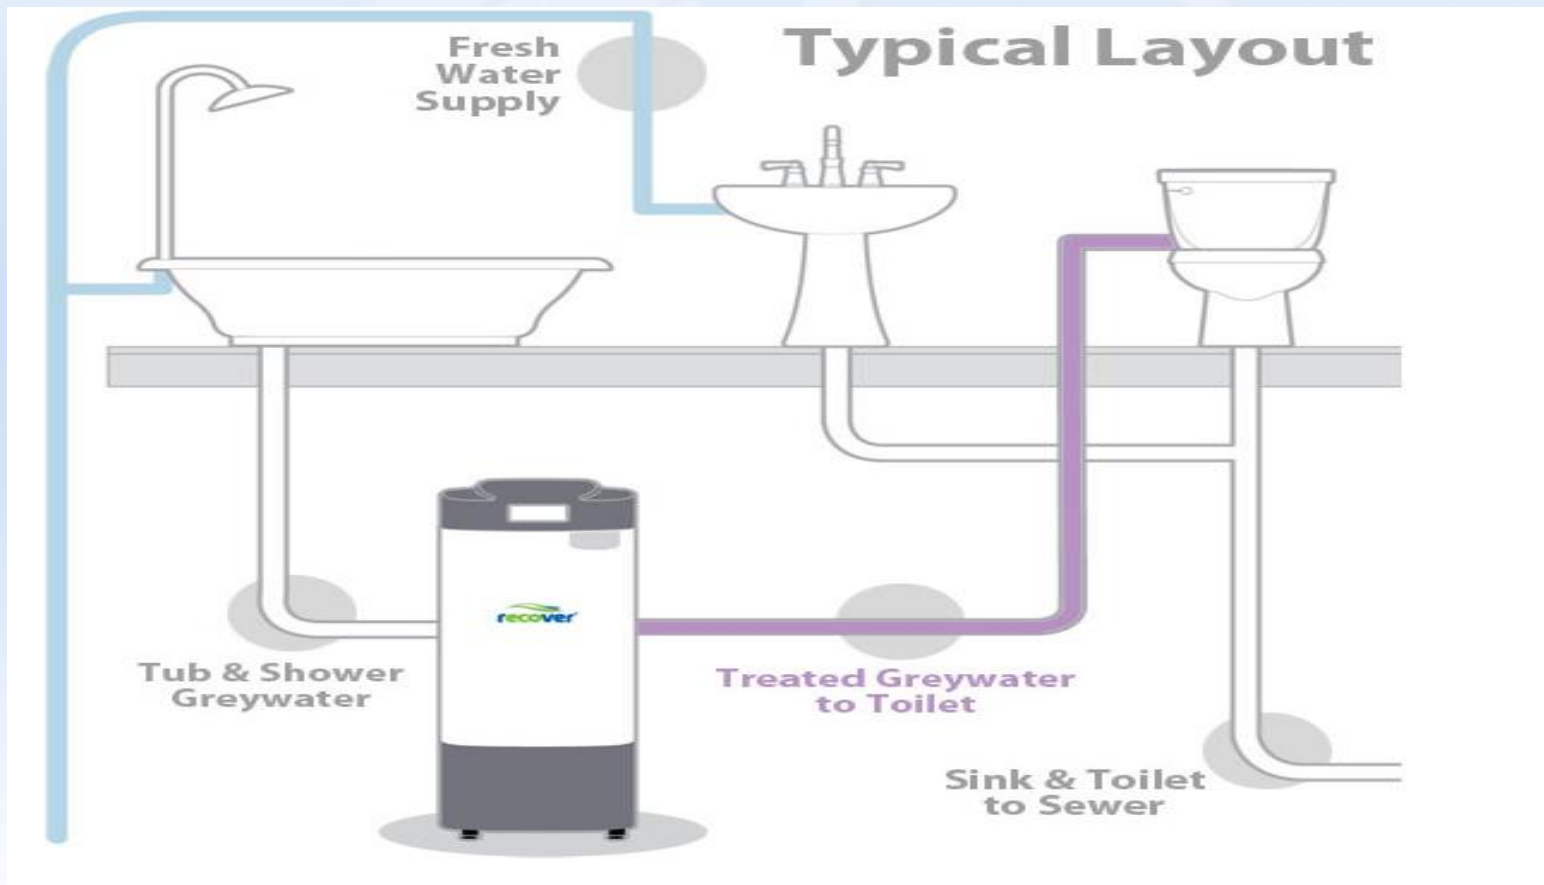 Typical Layout
Fresh
Water
Supply
recover
Tub & Shower
Greywater
Treated Greywater
to Toilet
Sink & Toilet
to Sewer